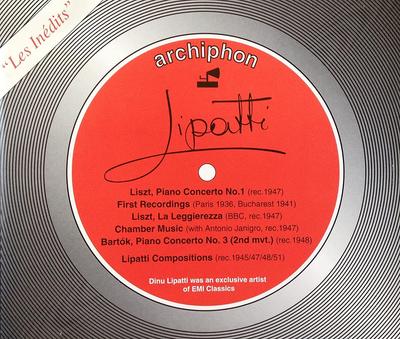 "Les Inédits"
archiphon
Lipatti
Liszt, Piano Concerto No.1 (rec.1947)
First Recordings (Paris 1936, Bucharest 1941)
Liszt, La Leggierezza (BBC, rec.1947)
Chamber Music (with Antonio Janigro, rec.1947)
Bartók, Piano Concerto No. 3 (2nd mvt.) (rec.1948)
Lipatti Compositions (rec.1945/47/48/51)
Dinu Lipatti was an exclusive artist
of EMI Classics